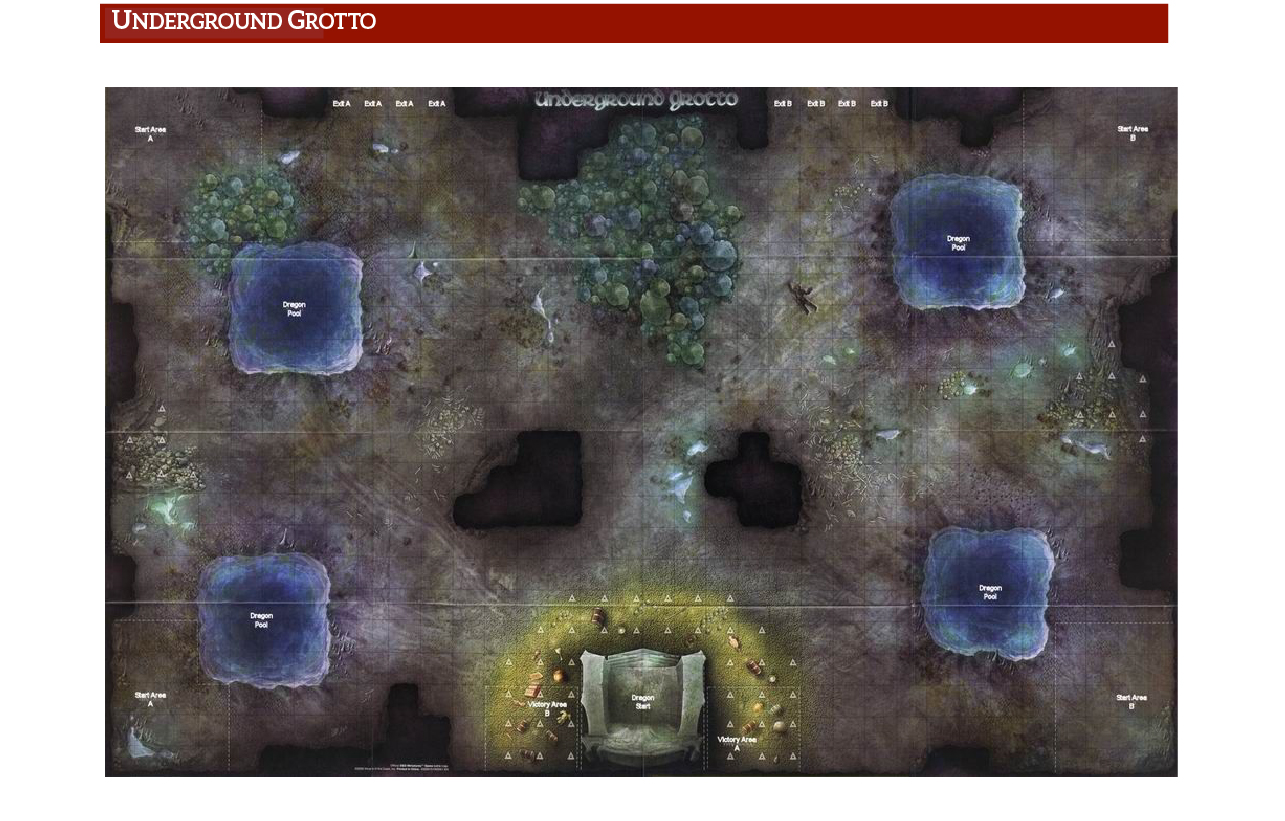 UNDERGROUND GROTTO
Underground Grotto
Exit A Exit A Exit A Exit A
Exit B Exit B Exit B Exit B
Start Area
A
Start Area
B
Dragon
Pool
Dragon
Pool
Dragon
Pool
Dragon
Pool
Start Area
A
Victory Area
B
Dragon
Start
Victory Area
A
Start Area
B